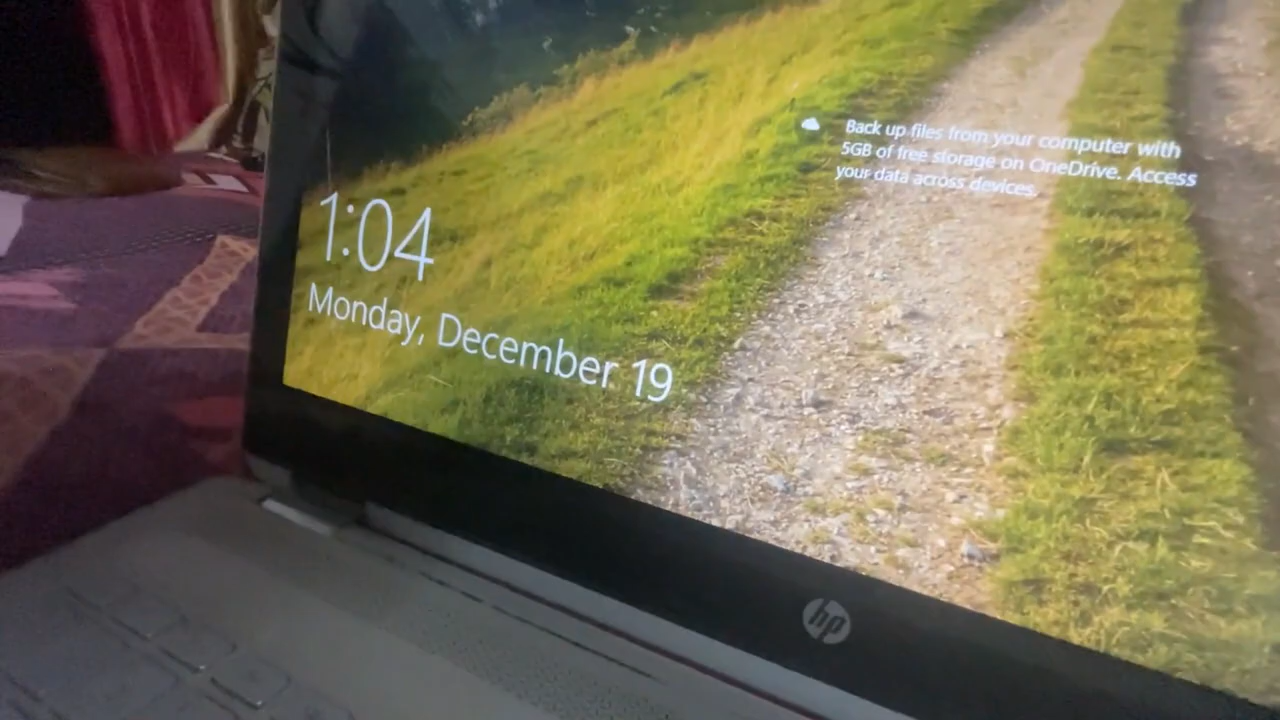 Back up files from your computer with
5GB of free storage on OneDrive. Access
your data across devices.
1:04
Monday, December 19
hp